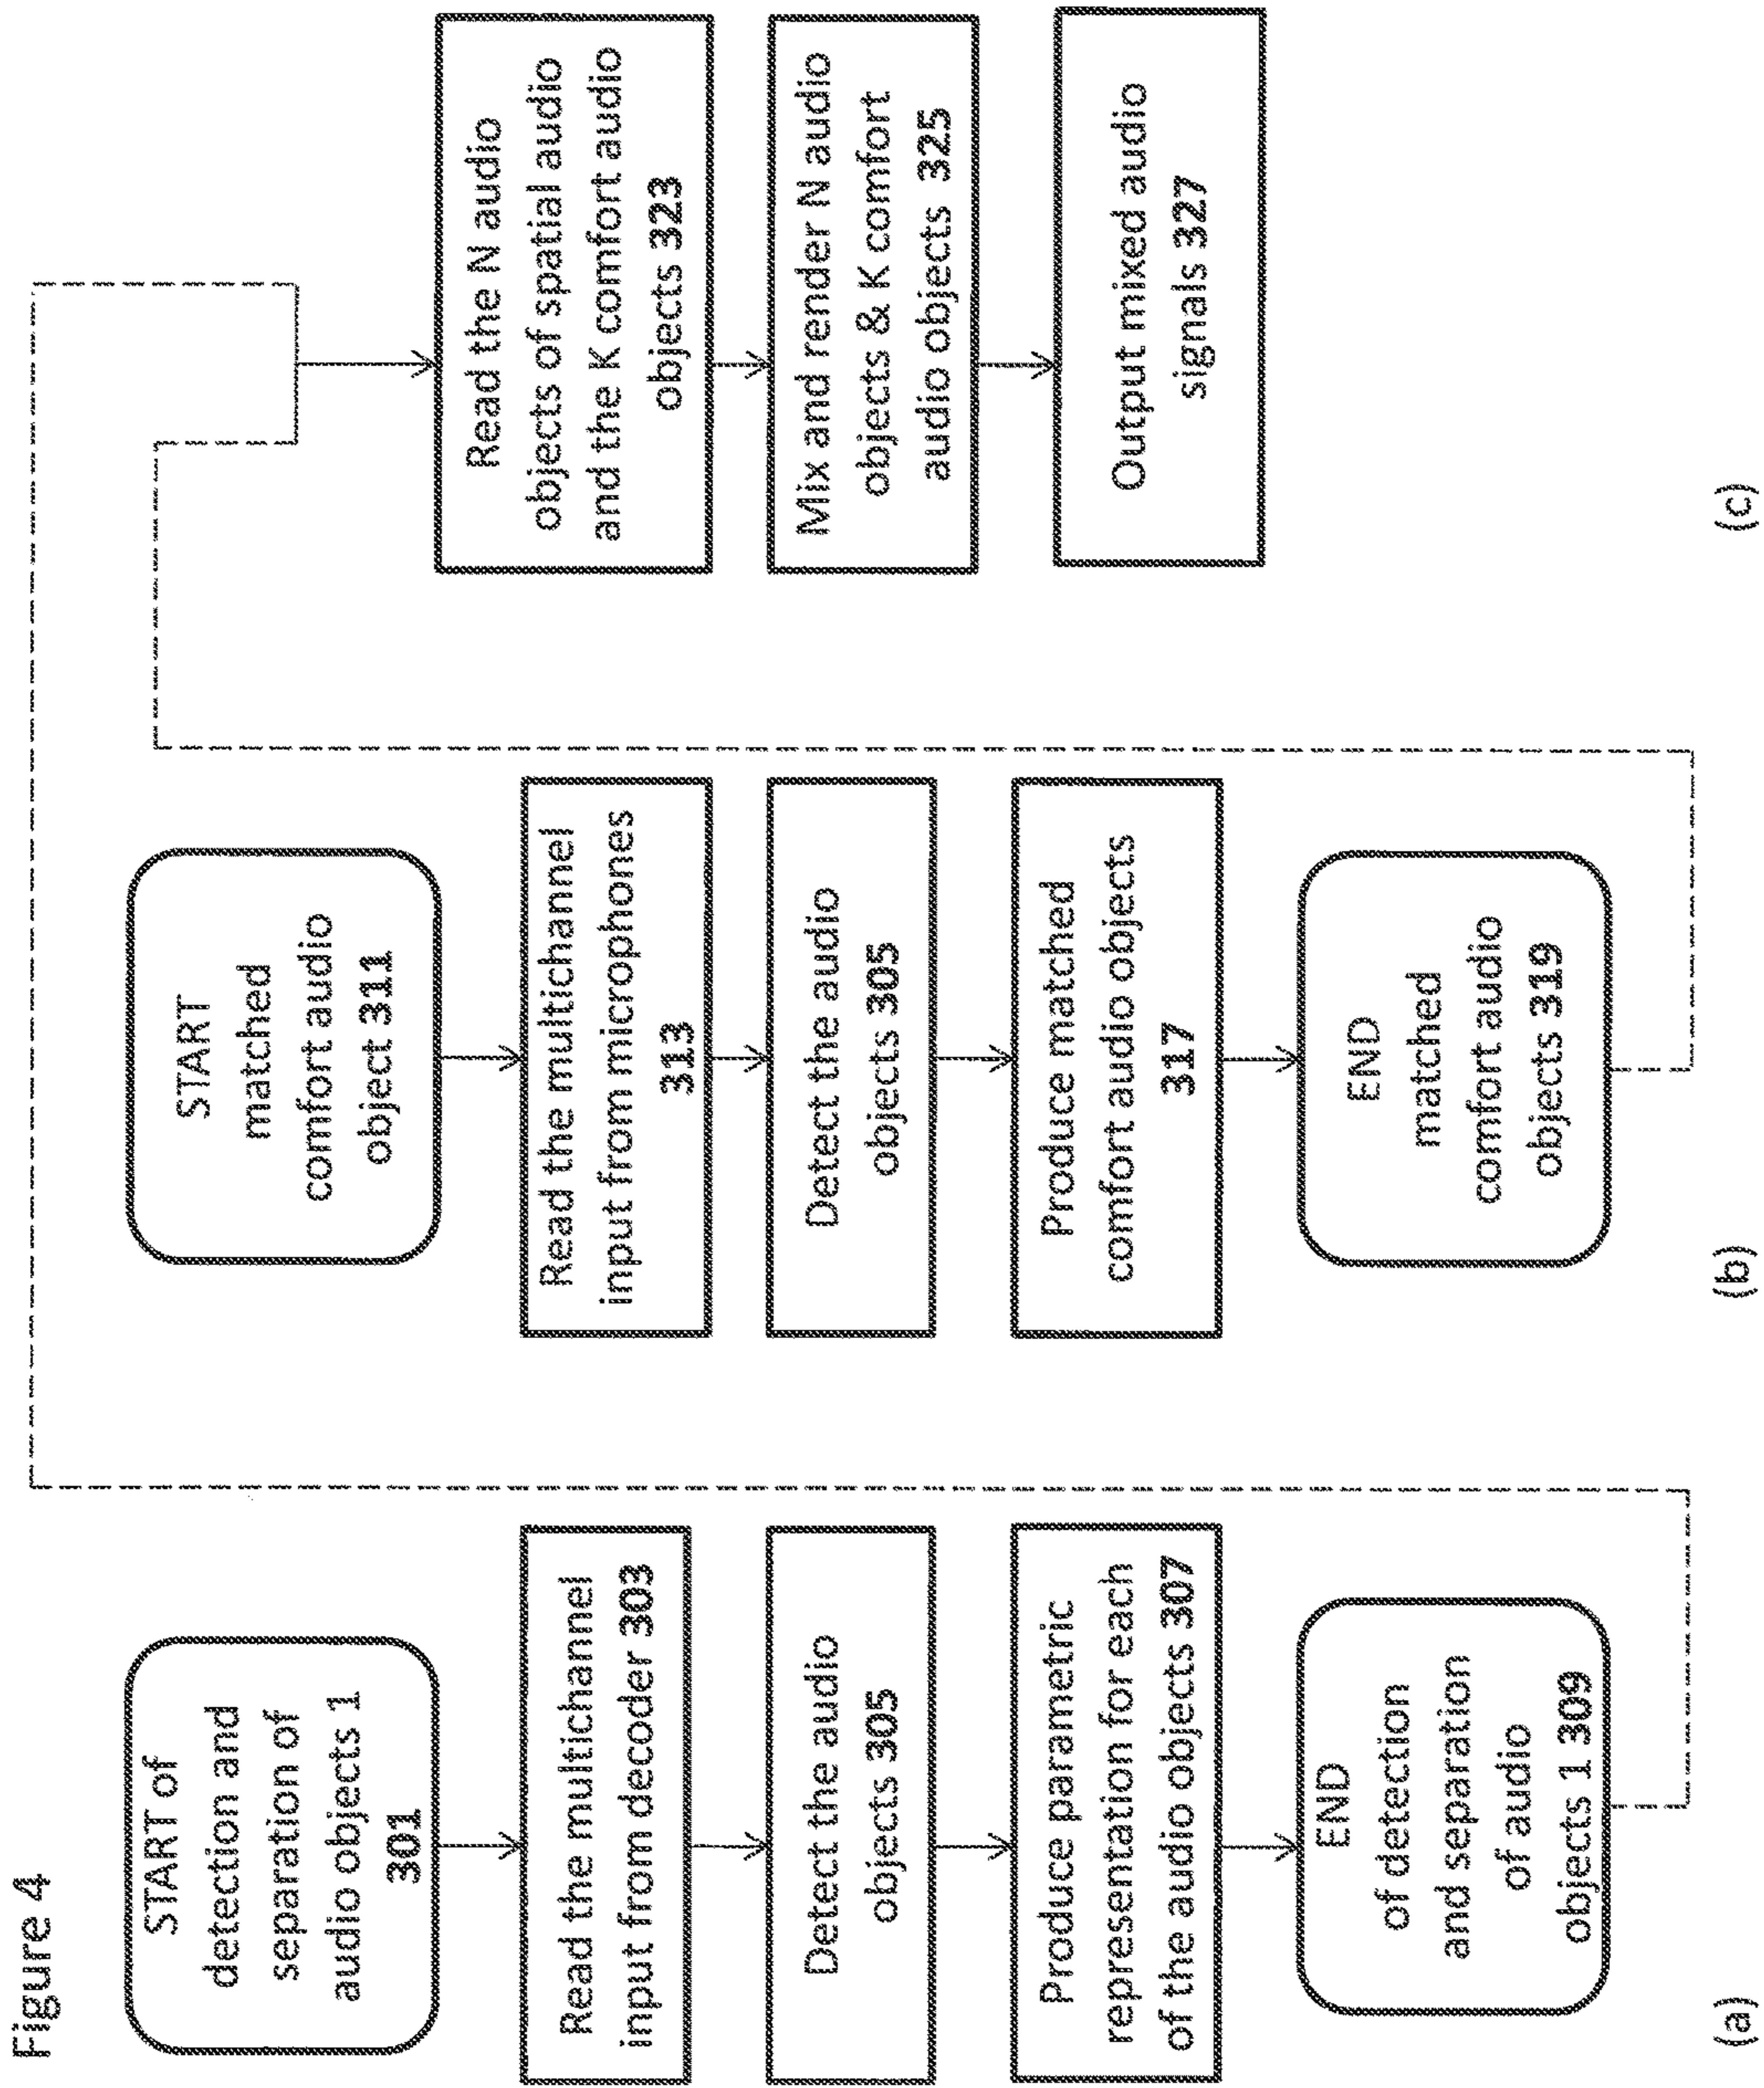 Figure 4
START of
detection and
separation of
audio objects 1
301
Read the multichannel
input from decoder 303
Detect the audio
objects 305
Produce parametric
representation for each
of the audio objects 307
END
of detection
and separation
of audio
objects 1 309
(a)
START
matched
comfort audio
object 311
Read the multichannel
input from microphones
313
Detect the audio
objects 305
Produce matched
comfort audio objects
317
END
matched
comfort audio
objects 319
(b)
Read the N audio
objects of spatial audio
and the K comfort audio
objects 323
Mix and render N audio
objects & K comfort
audio objects 325
Output mixed audio
signals 327
(c)